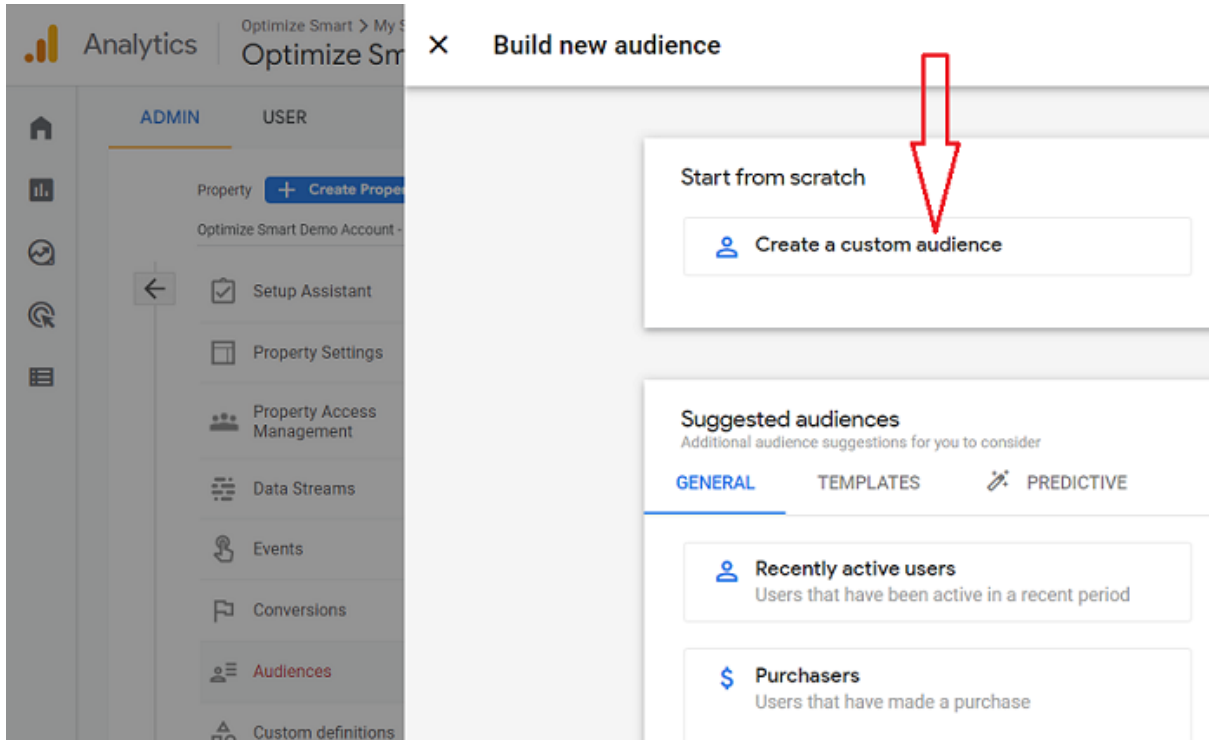 Analytics
Optimize Smart > My S
Optimize Sm
ADMIN
USER
Property
Create Proper
Optimize Smart Demo Account -
Setup Assistant
Property Settings
Property Access
Management
Data Streams
Events
Conversions
Audiences
Custom definitions
Build new audience
Start from scratch
Create a custom audience
Suggested audiences
Additional audience suggestions for you to consider
GENERAL
TEMPLATES
PREDICTIVE
Recently active users
Users that have been active in a recent period
Purchasers
Users that have made a purchase